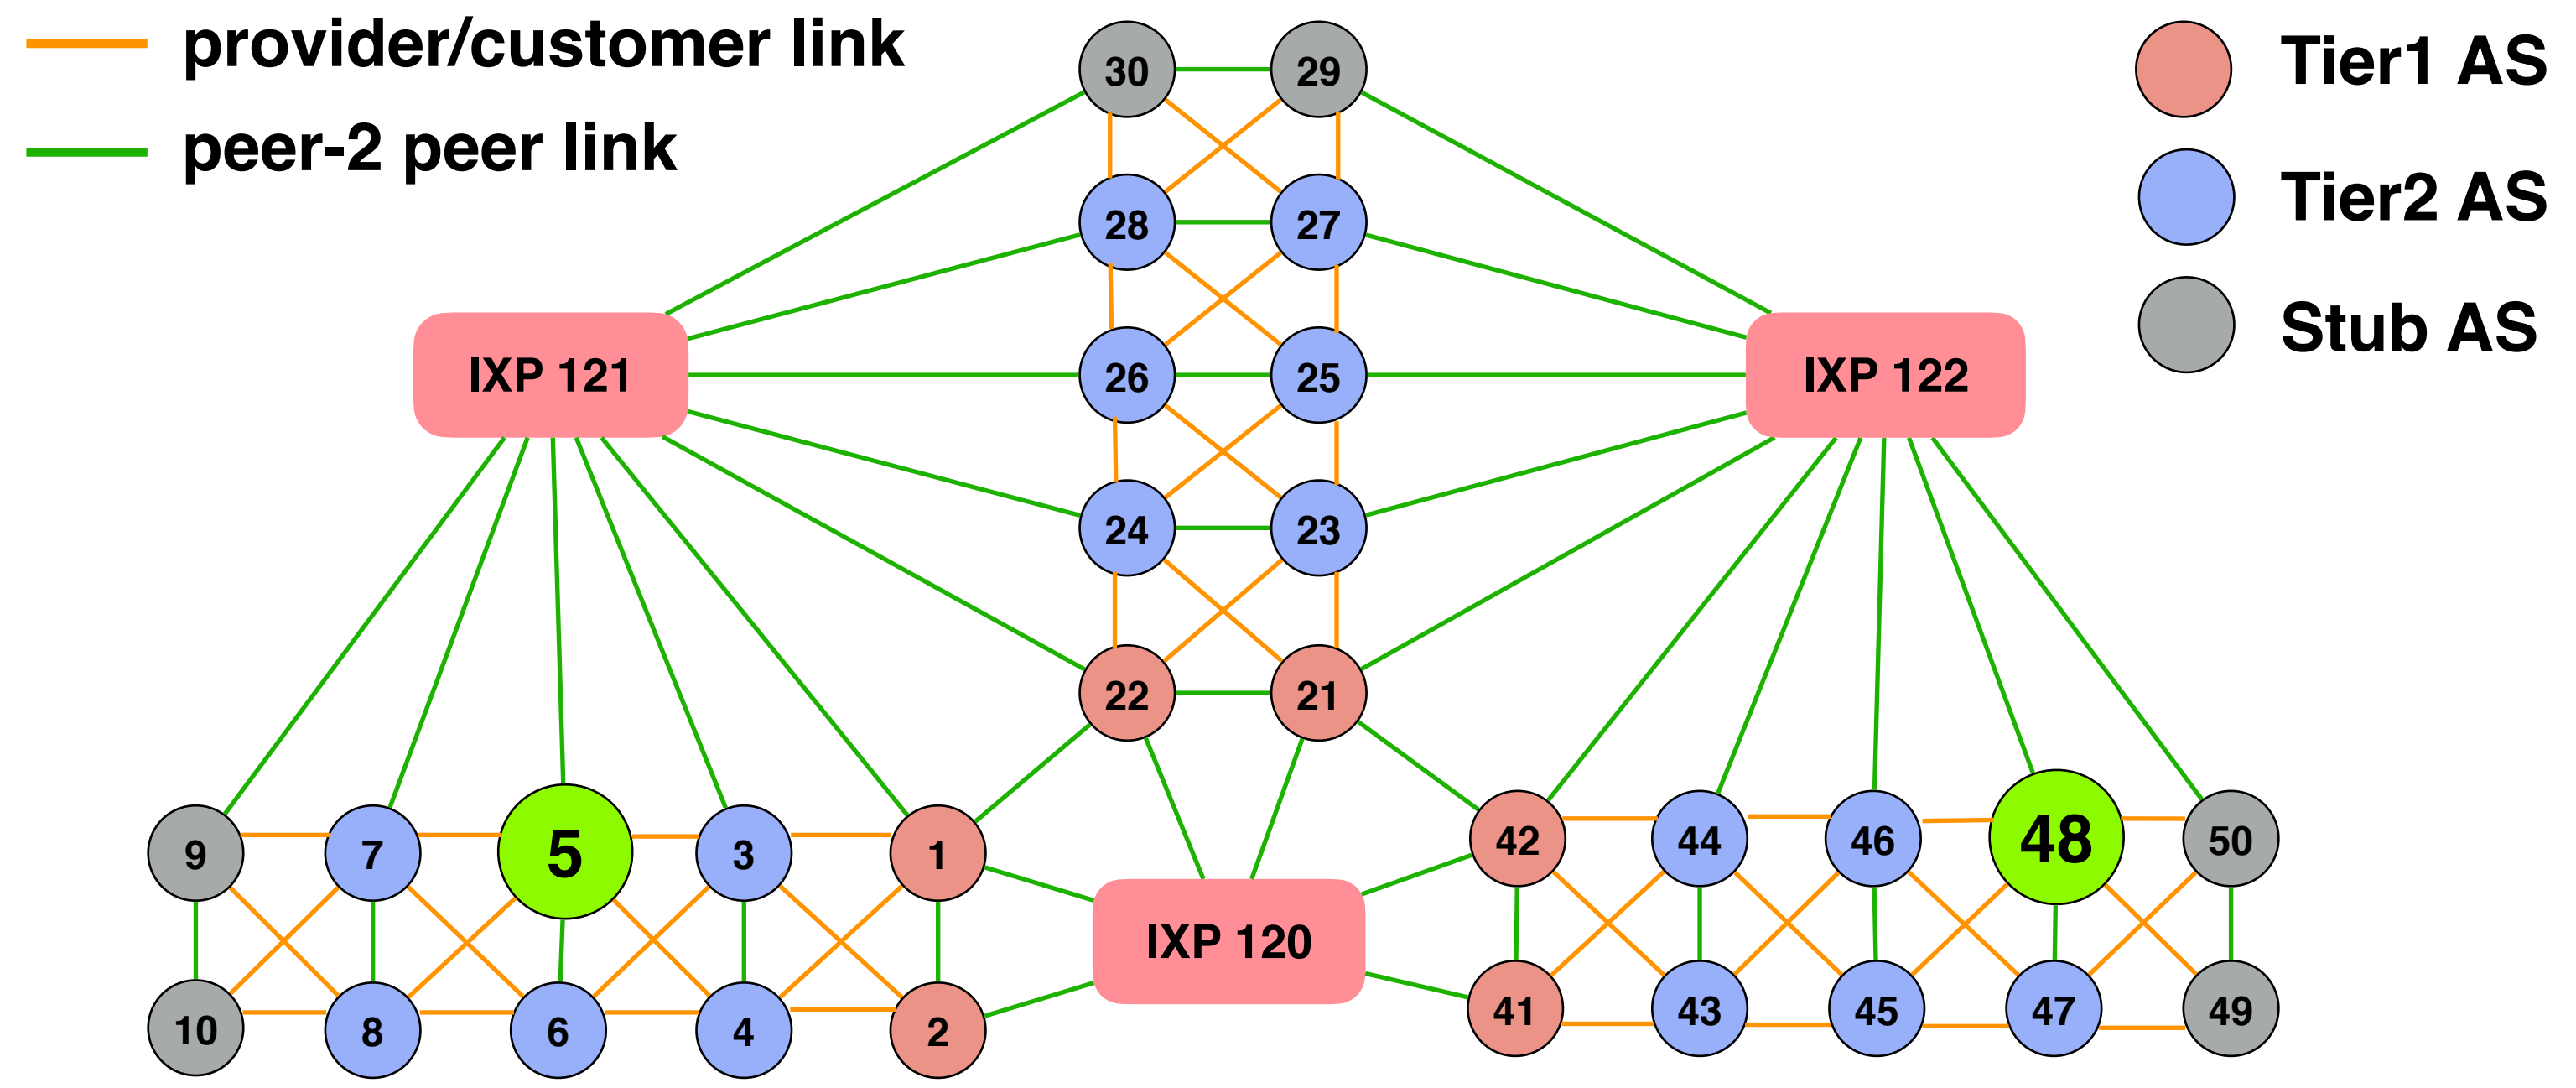 provider/customer link
peer-2 peer link
Tier1 AS
Tier2 AS
Stub AS
30 29
28 27
IXP 121 26 25 IXP 122
24 23
22 21
9 7 5 3 1
42 44 46 48 50
IXP 120
10 8 6 4 2
41 43 45 47 49